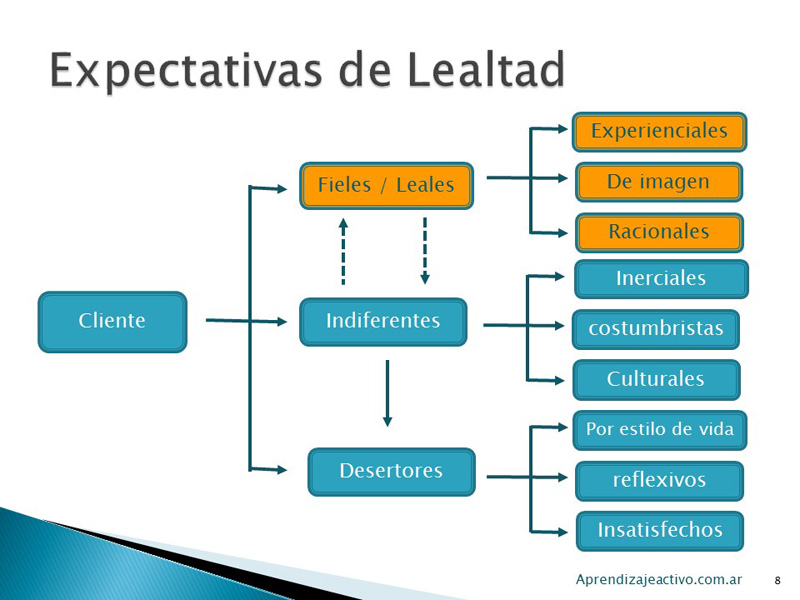 Expectativas de Lealtad
Cliente
Fieles / Leales
Experienciales
De imagen
Racionales
Indiferentes
Inerciales
costumbristas
Culturales
Desertores
Por estilo de vida
reflexivos
Insatisfechos
Aprendizajeactivo.com.ar
8